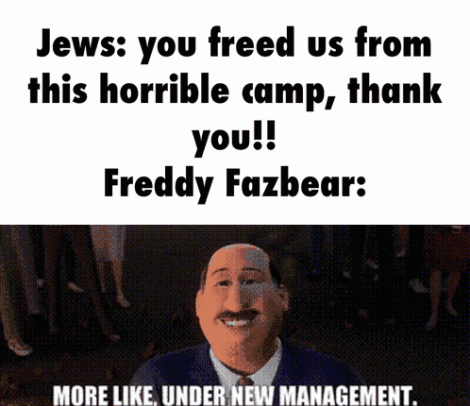 Jews: you freed us from
this horrible camp, thank
you!!
Freddy Fazbear:
MORE LIKE, UNDER NEW MANAGEMENT.